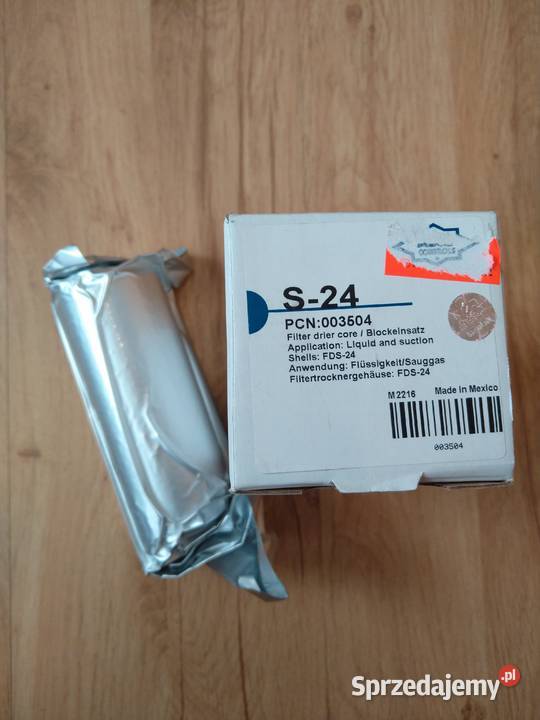 S-24
PCN:003504
Filter drier core / Blockeinsatz
Application: Liquid and suction
Shells: FDS-24
Anwendung: Flüssigkeit/Sauggas
Filtertrocknergehäuse: FDS-24
M2216 Made in Mexico
003504
Sprzedajemy.pl